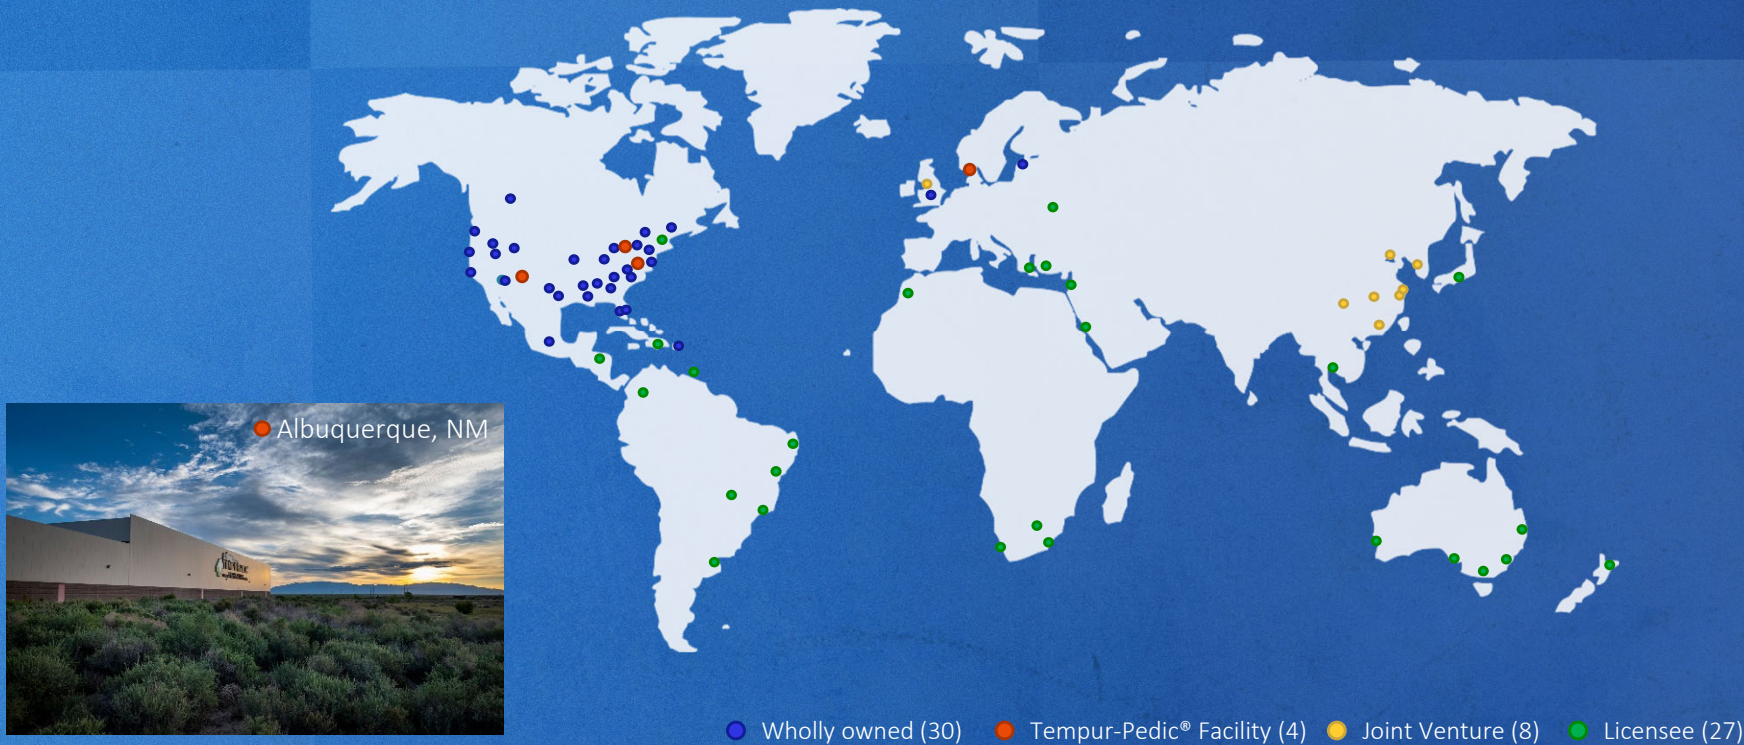 Albuquerque, NM
Wholly owned (30)
Tempur-Pedic® Facility (4)
Joint Venture (8)
Licensee (27)